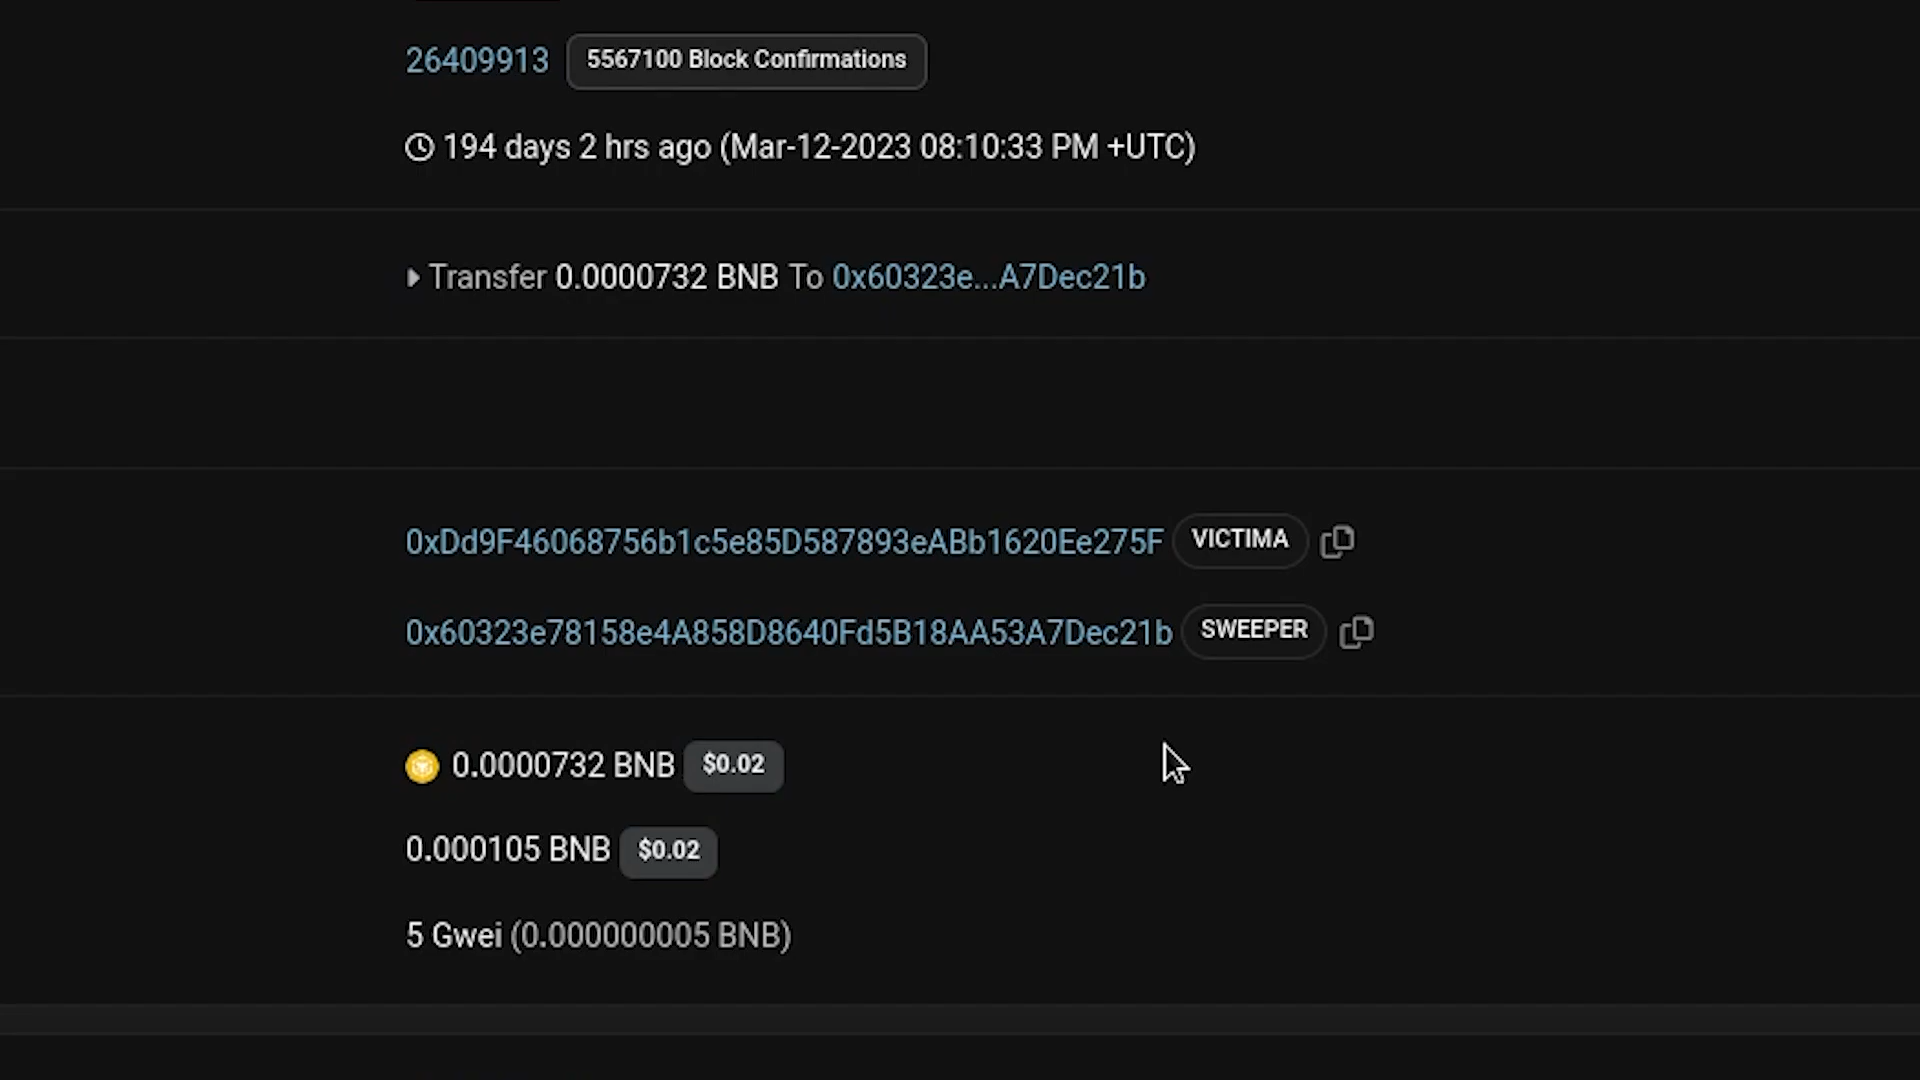 26409913 5567100 Block Confirmations
194 days 2 hrs ago (Mar-12-2023 08:10:33 PM +UTC)
Transfer 0.0000732 BNB To 0x60323e...A7Dec21b
0xDd9F46068756b1c5e85D587893eABb1620Ee275F VICTIMA
0x60323e78158e4A858D8640Fd5B18AA53A7Dec21b SWEEPER
0.0000732 BNB $0.02
0.000105 BNB $0.02
5 Gwei (0.000000005 BNB)